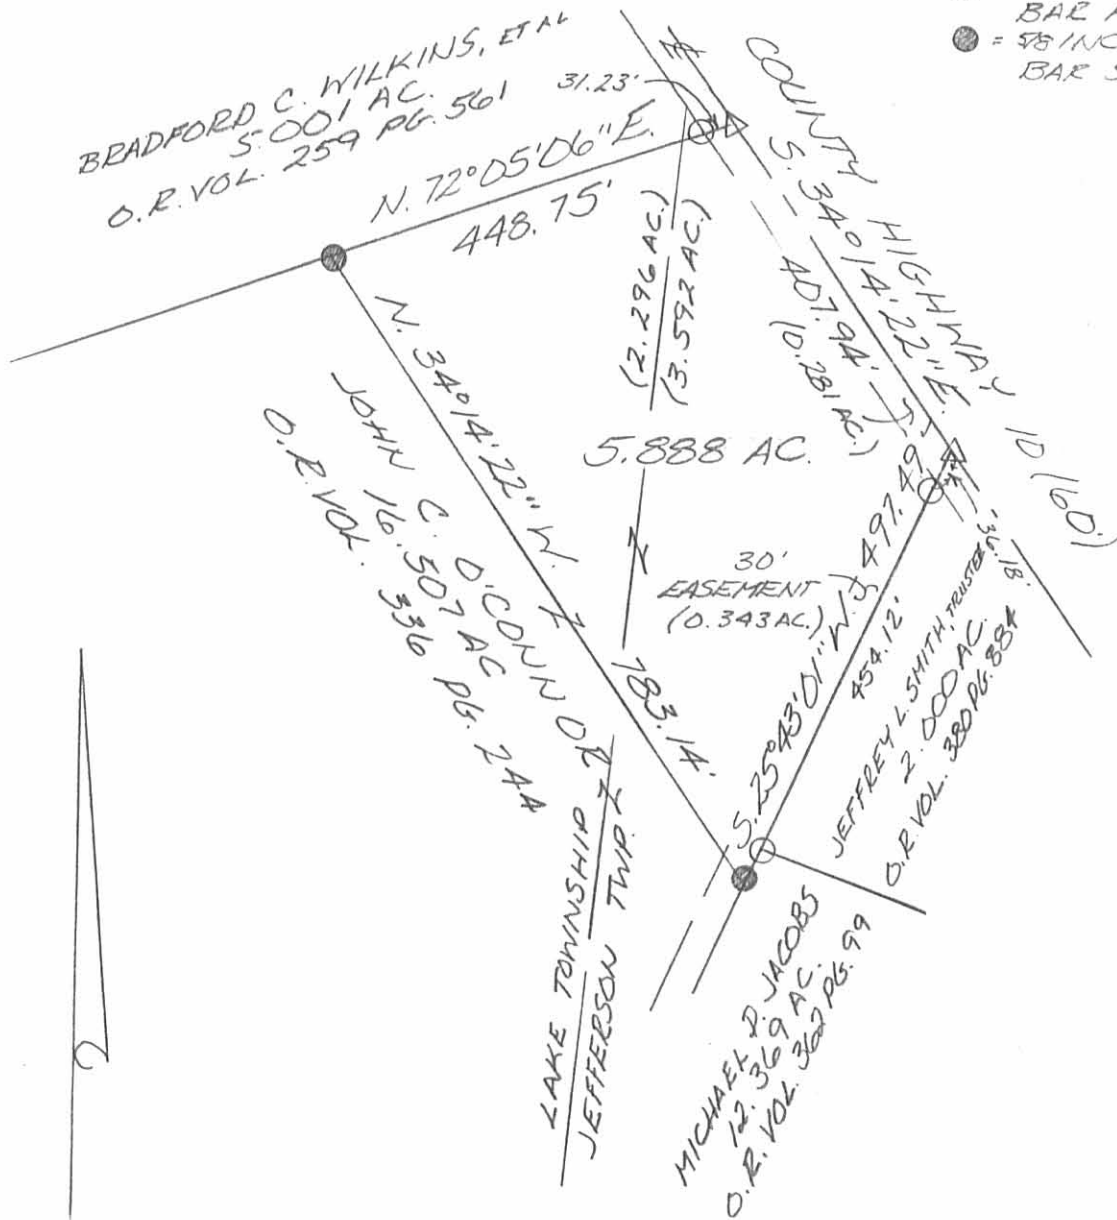 BAR
= 5/8 INC
BAR S
BRADFORD C. WILKINS, ET AL
5.001 AC.
O.R. VOL. 259 PG. 561
31.23'
N. 72°05'06" E.
448.75'
COUNTY HIGHWAY 10 (60')
S. 34°14'22" E.
407.94'
(0.281 AC.)
(2.296 AC.)
(3.592 AC.)
5.888 AC.
N. 34°14'22" W.
783.14'
JOHN C. O'CONNOR
16.507 AC
O.R. VOL. 336 PG. 244
30'
EASEMENT
(0.343 AC.)
S. 25°43'01" W. 497.49'
454.12'
36.18'
JEFFREY L. SMITH, TRUSTEE
2.000 AC.
O.R. VOL. 380 PG. 884
LAKE TOWNSHIP
JEFFERSON TWP.
MICHAEL D. JACOBS
12.369 AC.
O.R. VOL. 362 PG. 99